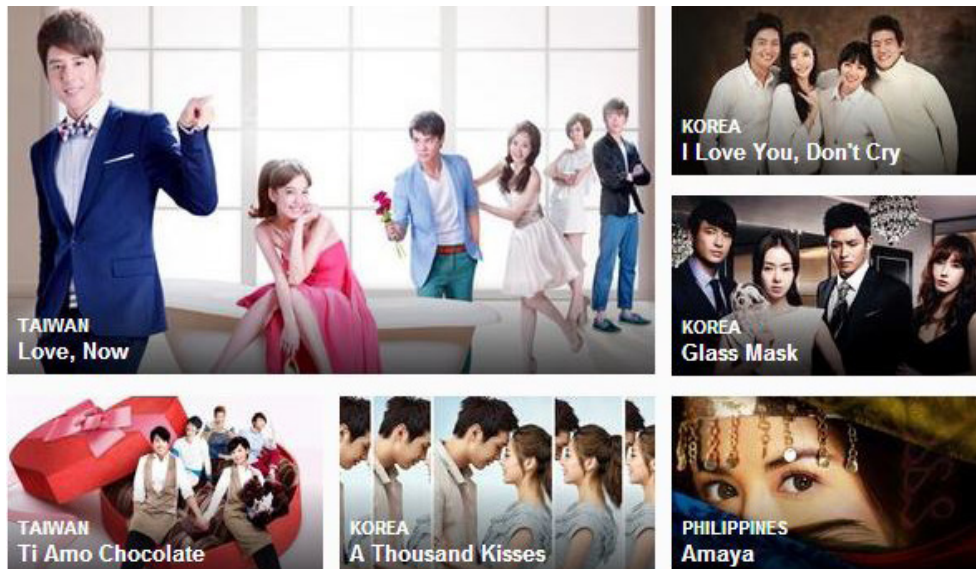 TAIWAN
Love, Now
KOREA
I Love You, Don't Cry
KOREA
Glass Mask
TAIWAN
Ti Amo Chocolate
KOREA
A Thousand Kisses
PHILIPPINES
Amaya